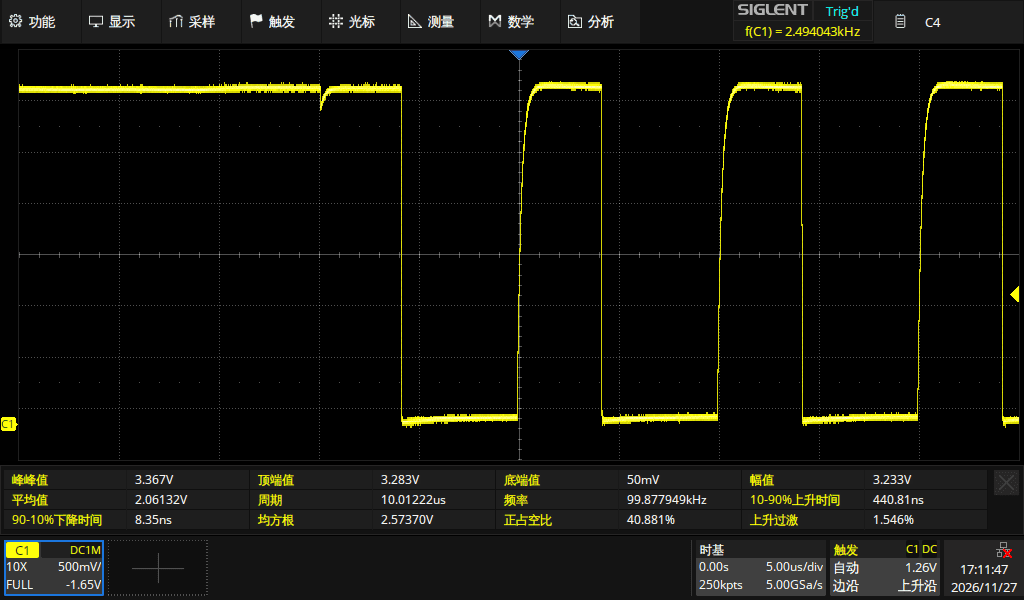 功能 显示 采样 触发 光标 测量 数学 分析 SIGLENT Trig'd C4
f(C1) = 2.494043kHz
C1
峰峰值 3.367V 顶端值 3.283V 底端值 50mV 幅值 3.233V
平均值 2.06132V 周期 10.01222us 频率 99.877949kHz 10-90%上升时间 440.81ns
90-10%下降时间 8.35ns 均方根 2.57370V 正占空比 40.881% 上升过激 1.546%
C1 DC1M 时基 触发 C1 DC
10X 500mV/ 0.00s 5.00us/div 自动 1.26V 17:11:47
FULL -1.65V 250kpts 5.00GSa/s 边沿 上升沿 2026/11/27